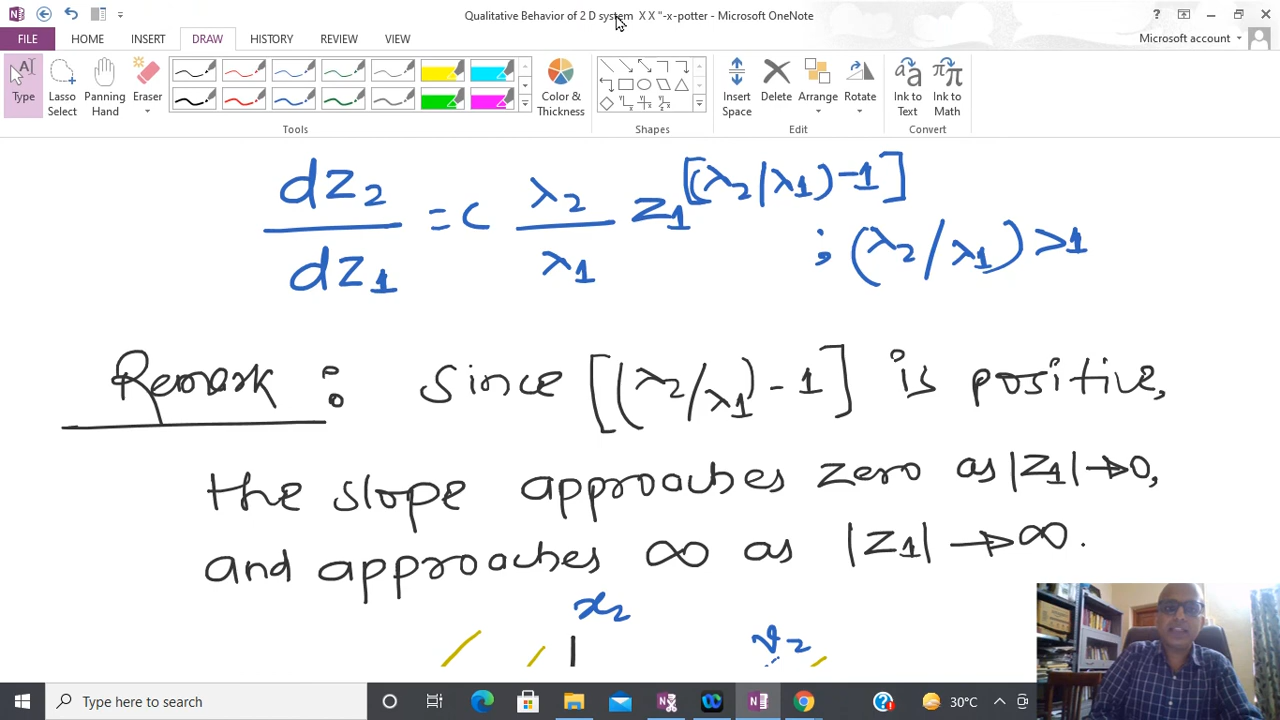 Qualitative Behavior of 2 D system X X "-x-potter - Microsoft OneNote
FILE HOME INSERT DRAW HISTORY REVIEW VIEW Microsoft account
Type Lasso Select Panning Hand Eraser Color & Thickness Insert Space Delete Arrange Rotate Ink to Text Ink to Math
Tools Shapes Edit Convert
dz2/dz1 = c λ2/λ1 z1^[(λ2/λ1) -1] ; (λ2/λ1) >1
Remark : Since [(λ2/λ1) - 1] is positive,
the slope approaches zero as |z1| → 0,
and approaches ∞ as |z1| → ∞.
x2 v2
Type here to search 30°C